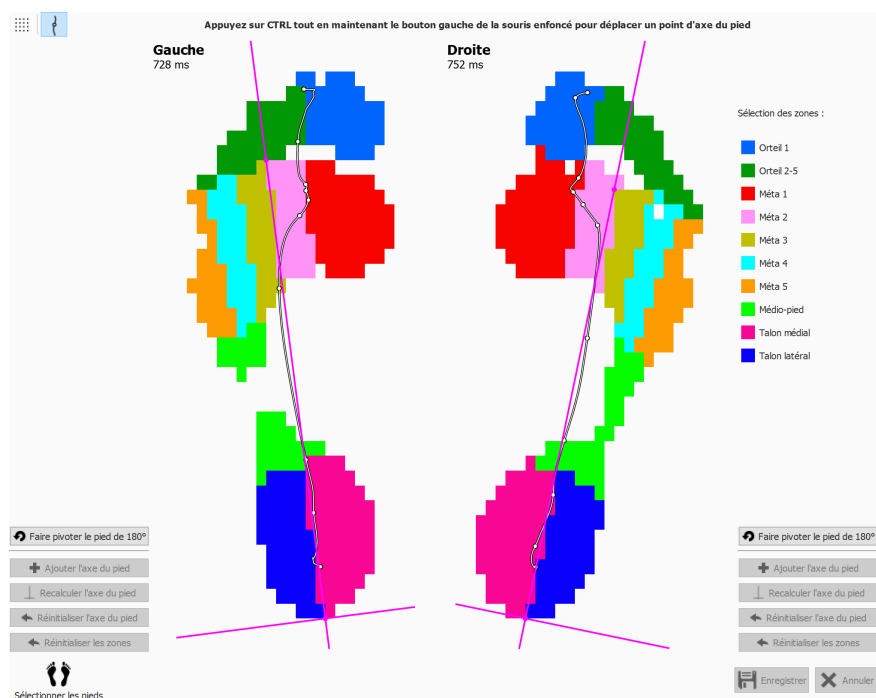 Appuyez sur CTRL tout en maintenant le bouton gauche de la souris enfoncé pour déplacer un point d'axe du pied
Gauche
728 ms
Droite
752 ms
Sélection des zones :
Orteil 1
Orteil 2-5
Méta 1
Méta 2
Méta 3
Méta 4
Méta 5
Médio-pied
Talon médial
Talon latéral
Faire pivoter le pied de 180°
Ajouter l'axe du pied
Recalculer l'axe du pied
Réinitialiser l'axe du pied
Réinitialiser les zones
Sélectionner les pieds
Faire pivoter le pied de 180°
Ajouter l'axe du pied
Recalculer l'axe du pied
Réinitialiser l'axe du pied
Réinitialiser les zones
Enregistrer
Annuler